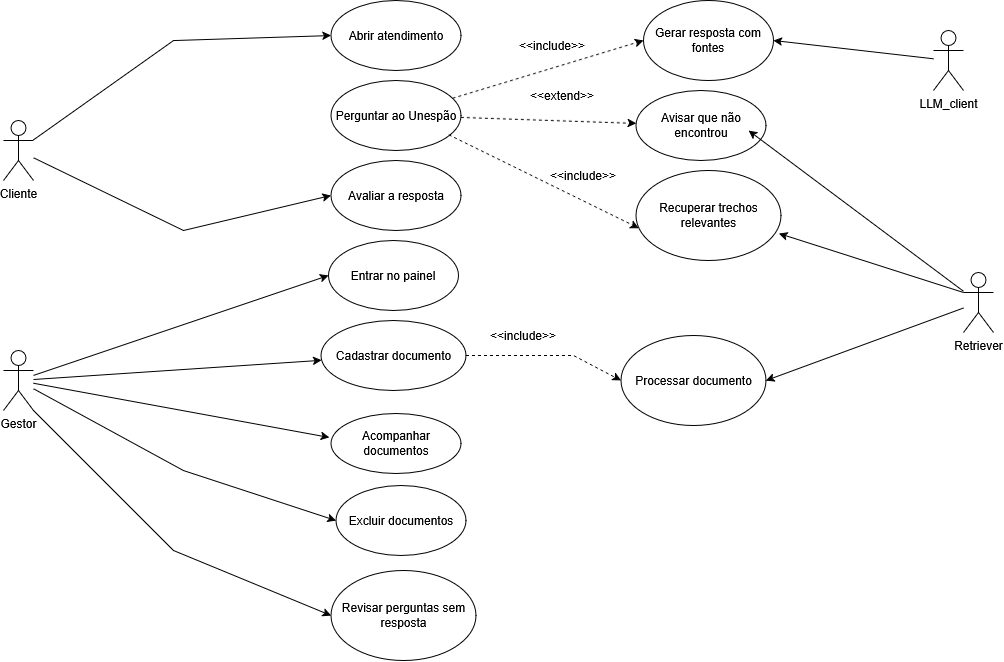 Abrir atendimento
<<include>>
Gerar resposta com
fontes
LLM_client
Perguntar ao Unespão
<<extend>>
Avisar que não
encontrou
Cliente
Avaliar a resposta
<<include>>
Recuperar trechos
relevantes
Entrar no painel
Retriever
Cadastrar documento
<<include>>
Processar documento
Gestor
Acompanhar
documentos
Excluir documentos
Revisar perguntas sem
resposta